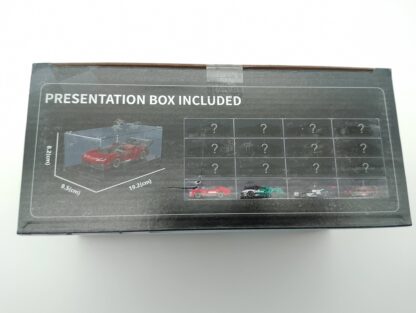 PRESENTATION BOX INCLUDED
? ? ? ?
? ? ? ?
? ? ? ?
8.2(cm)
8.5(cm)
19.2(cm)